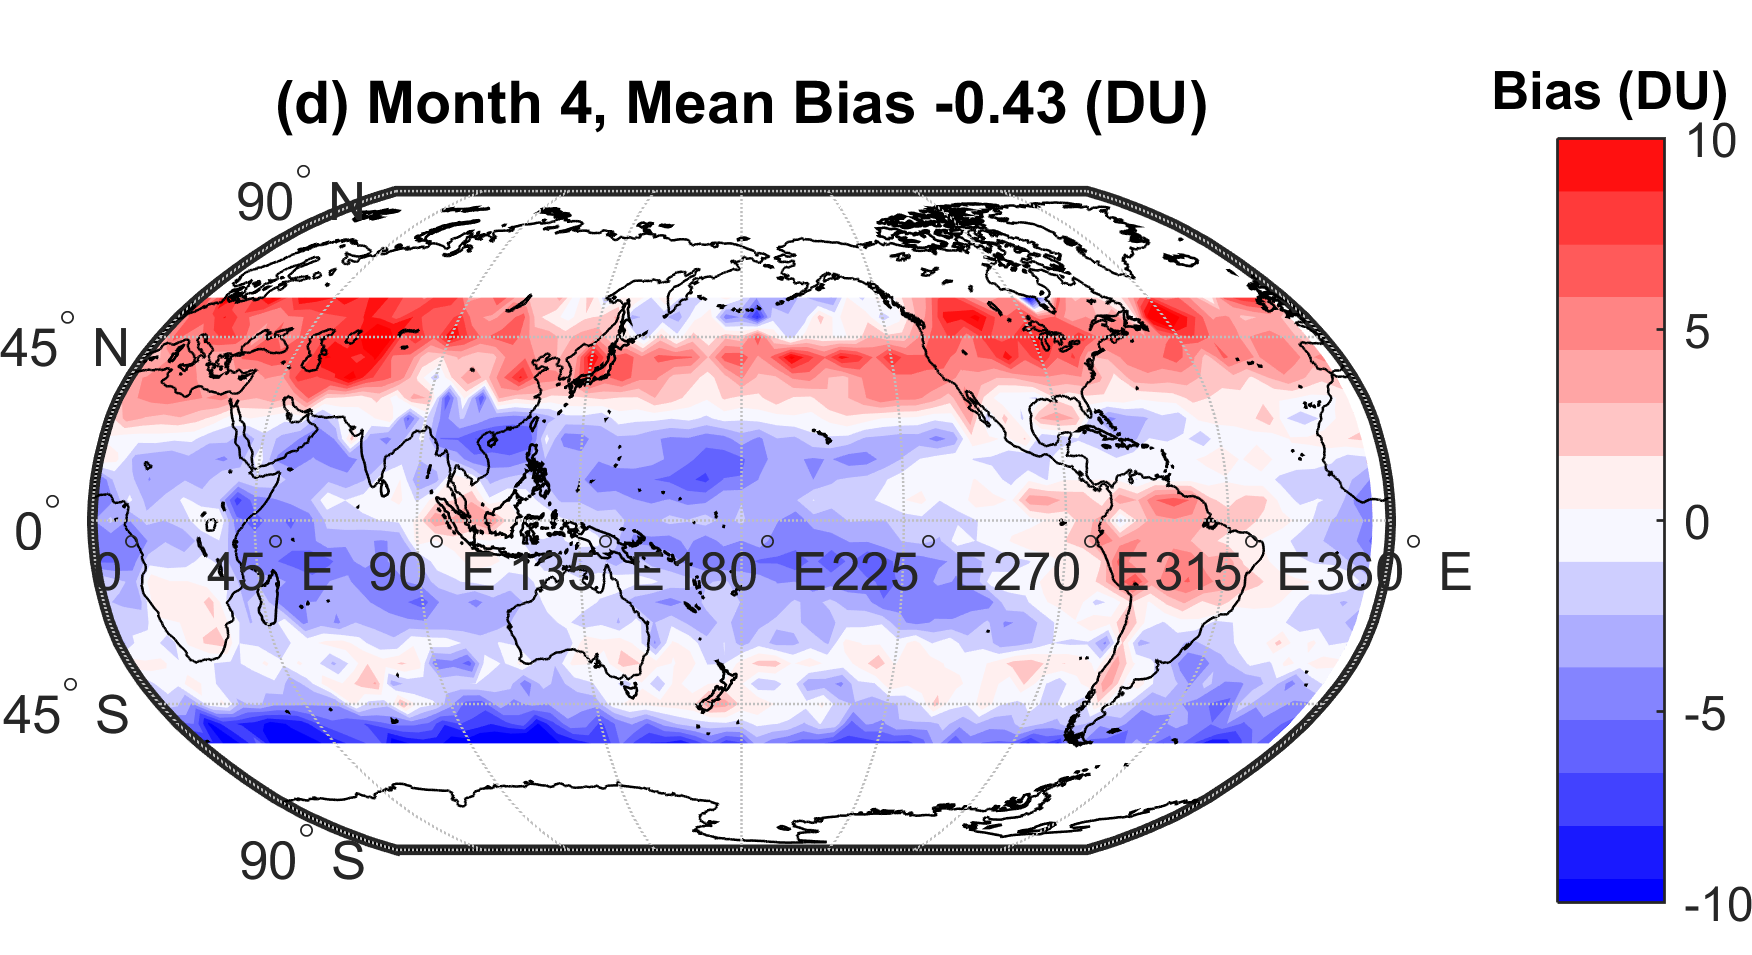 (d) Month 4, Mean Bias -0.43 (DU)
Bias (DU)
10
5
0
-5
-10
90° N
45° N
0°
0° 45° E 90° E 135° E 180° E 225° E 270° E 315° E 360° E
45° S
90° S